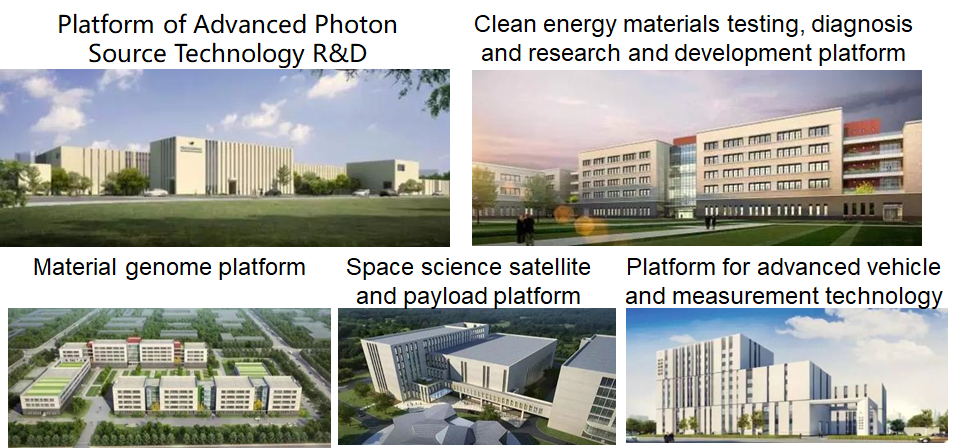 Platform of Advanced Photon
Source Technology R&D
Clean energy materials testing, diagnosis
and research and development platform
Material genome platform
Space science satellite
and payload platform
Platform for advanced vehicle
and measurement technology